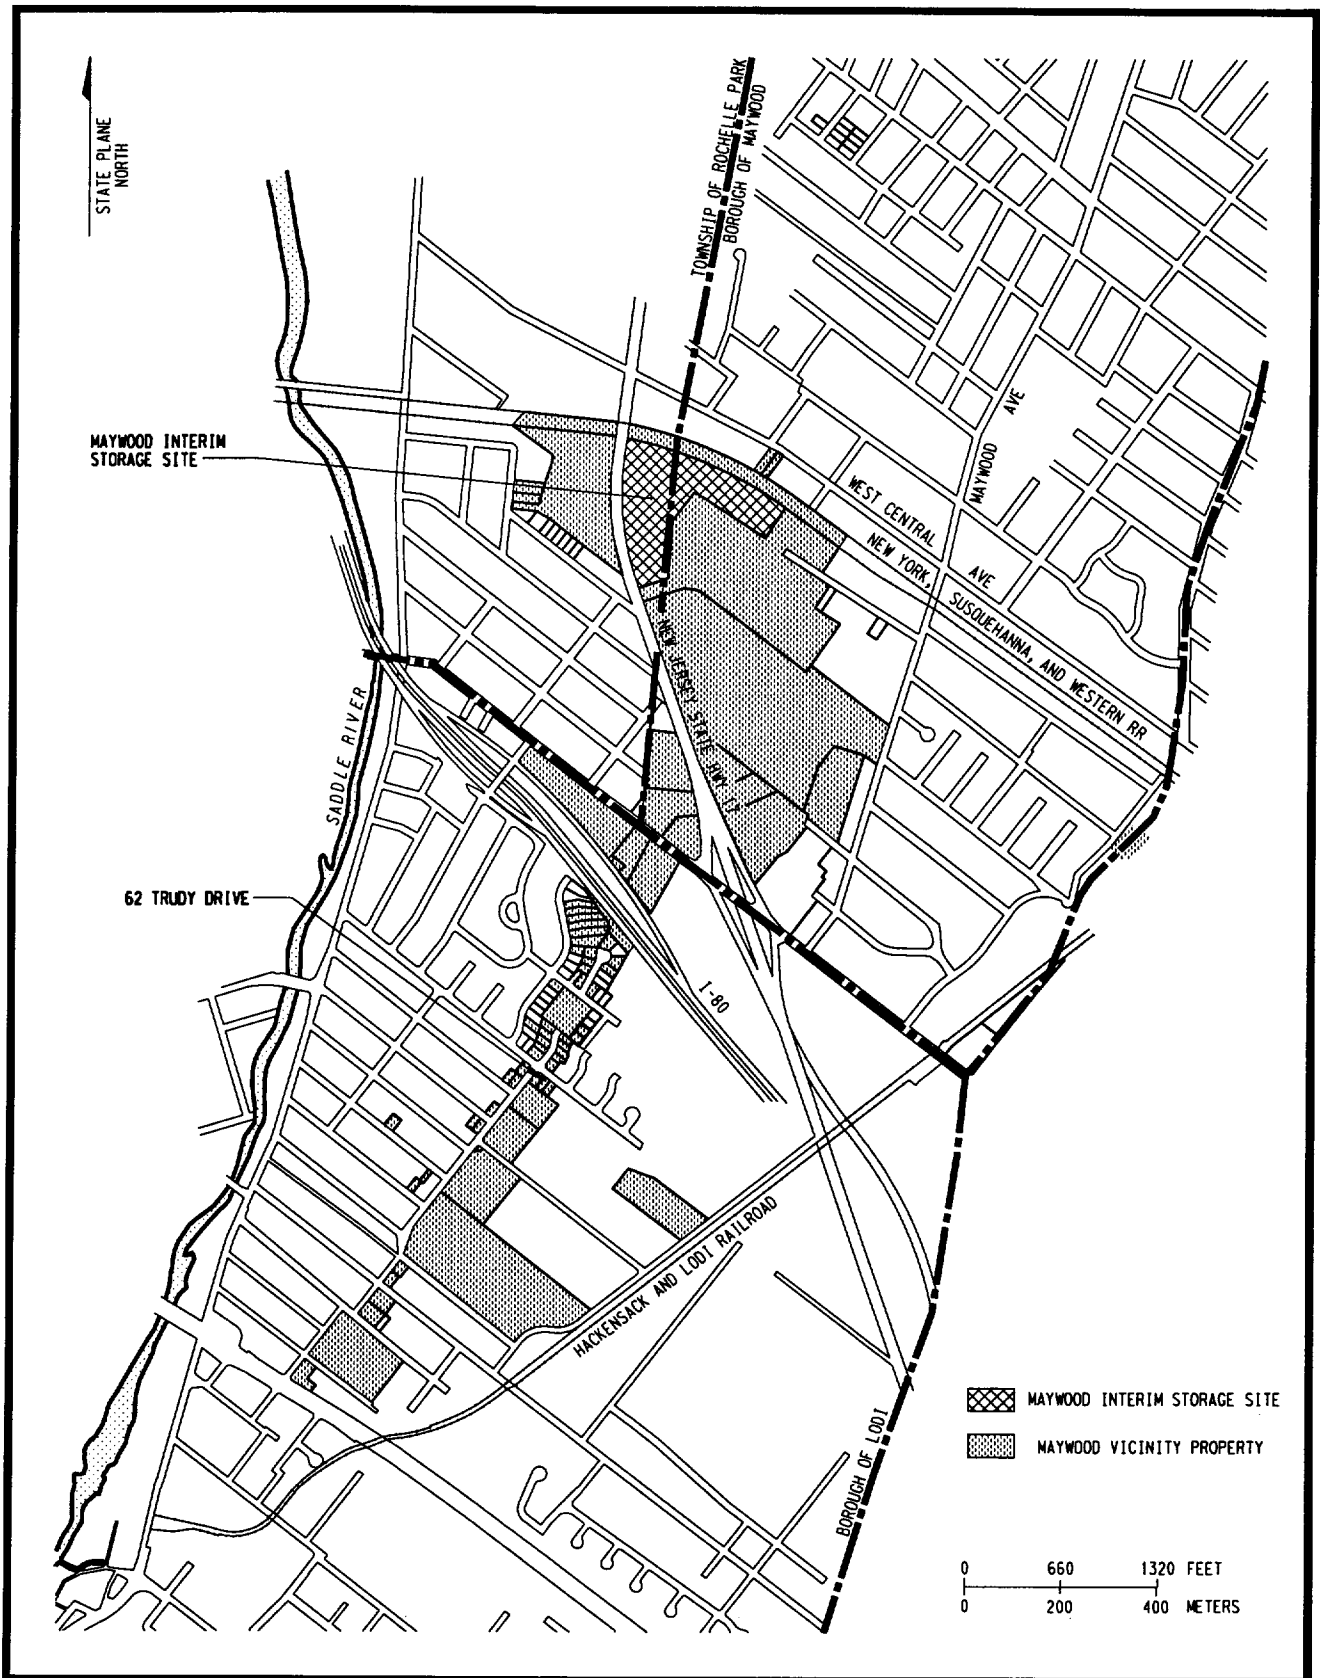 STATE PLANE
NORTH
TOWNSHIP OF ROCHELLE PARK
BOROUGH OF MAYWOOD
MAYWOOD INTERIM
STORAGE SITE
MAYWOOD AVE
WEST CENTRAL AVE
NEW YORK, SUSQUEHANNA, AND WESTERN RR
NEW JERSEY STATE HWY 17
SADDLE RIVER
62 TRUDY DRIVE
I-80
HACKENSACK AND LODI RAILROAD
BOROUGH OF LODI
MAYWOOD INTERIM STORAGE SITE
MAYWOOD VICINITY PROPERTY
0 660 1320 FEET
0 200 400 METERS